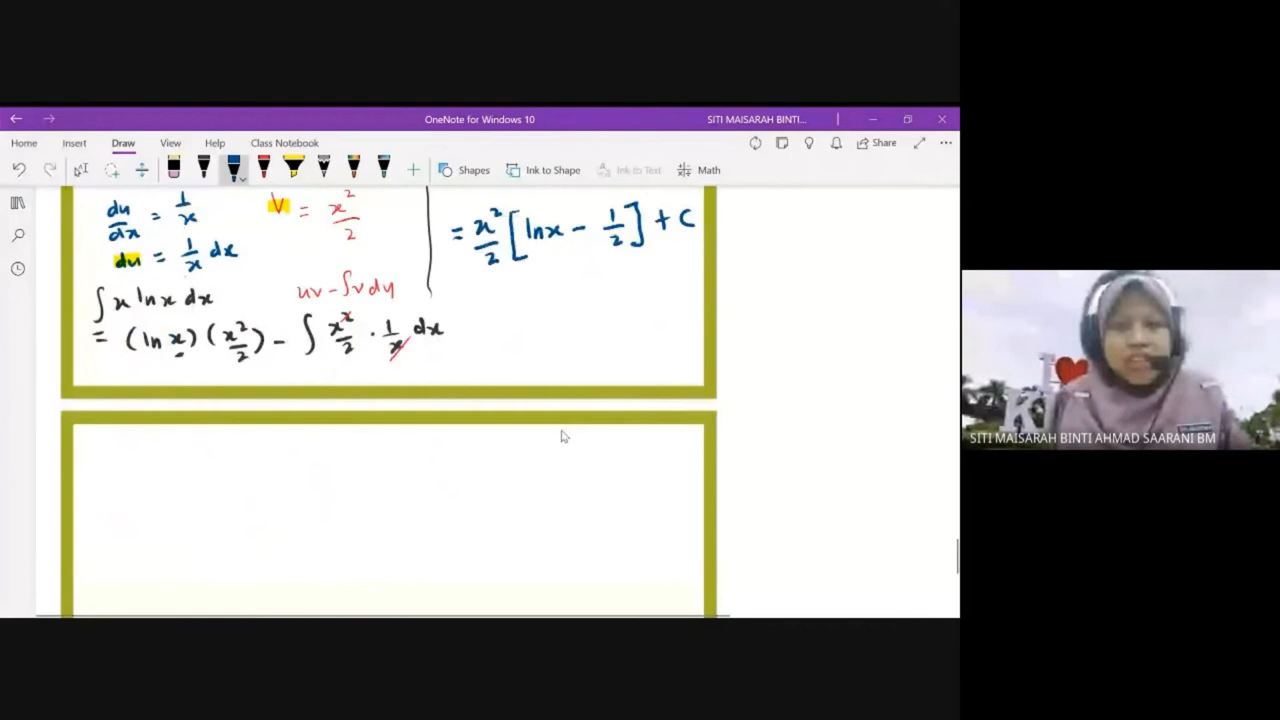 OneNote for Windows 10
SITI MAISARAH BINTI...
Home Insert Draw View Help Class Notebook
Share
Shapes
Ink to Shape
Ink to Text
Math
du/dx = 1/x
du = 1/x dx
V = x²/2
∫ x ln x dx
uv - ∫v du
= (ln x) (x²/2) - ∫ x²/2 · 1/x dx
= x²/2 [ln x - 1/2] + C
SITI MAISARAH BINTI AHMAD SAARANI BM